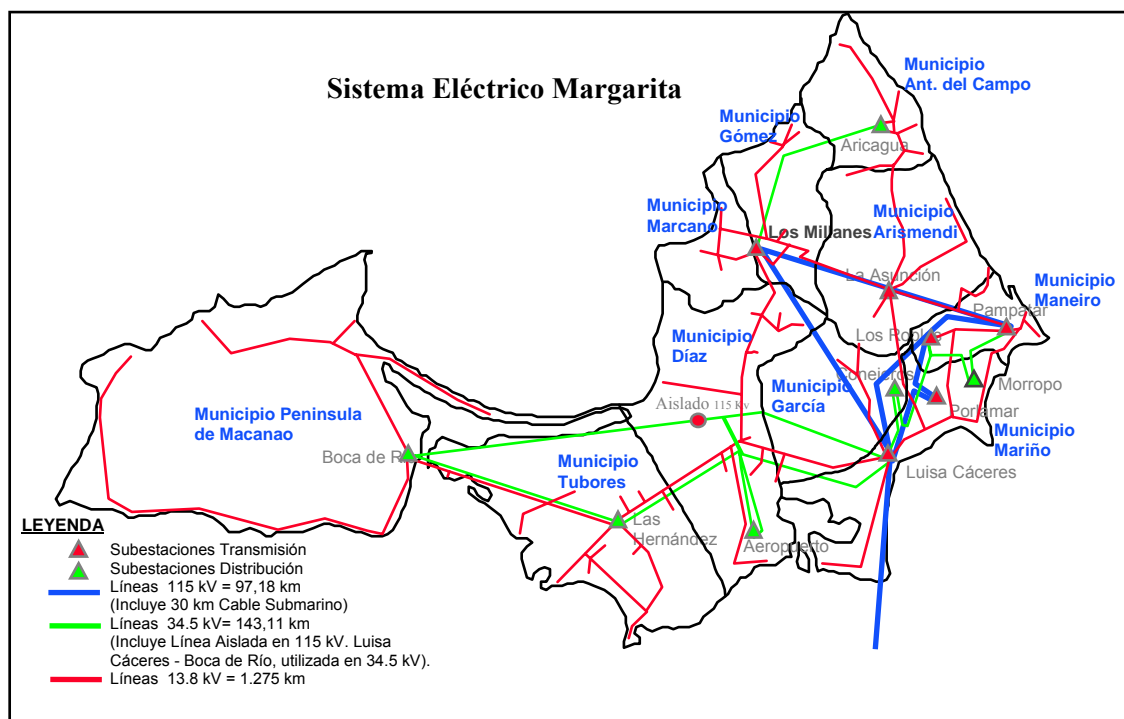 Sistema Eléctrico Margarita
Municipio
Ant. del Campo
Municipio
Gómez
Aricagua
Municipio
Marcano
Municipio
Arismendi
Los Millanes
La Asunción
Municipio
Maneiro
Pampatar
Los Robles
Municipio
Díaz
Conejeros
Morropo
Municipio
García
Aislado 115 Kv
Porlamar
Municipio Peninsula
de Macanao
Municipio
Mariño
Boca de Rí
Municipio
Tubores
Luisa Cáceres
Las
Hernández
Aeropuerto
LEYENDA
Subestaciones Transmisión
Subestaciones Distribución
Líneas 115 kV = 97,18 km
(Incluye 30 km Cable Submarino)
Líneas 34.5 kV= 143,11 km
(Incluye Línea Aislada en 115 kV. Luisa
Cáceres - Boca de Río, utilizada en 34.5 kV).
Líneas 13.8 kV = 1.275 km